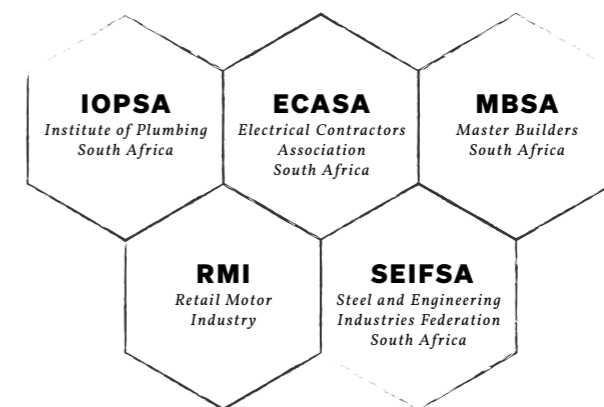 IOPSA
Institute of Plumbing
South Africa
ECASA
Electrical Contractors
Association
South Africa
MBSA
Master Builders
South Africa
RMI
Retail Motor
Industry
SEIFSA
Steel and Engineering
Industries Federation
South Africa